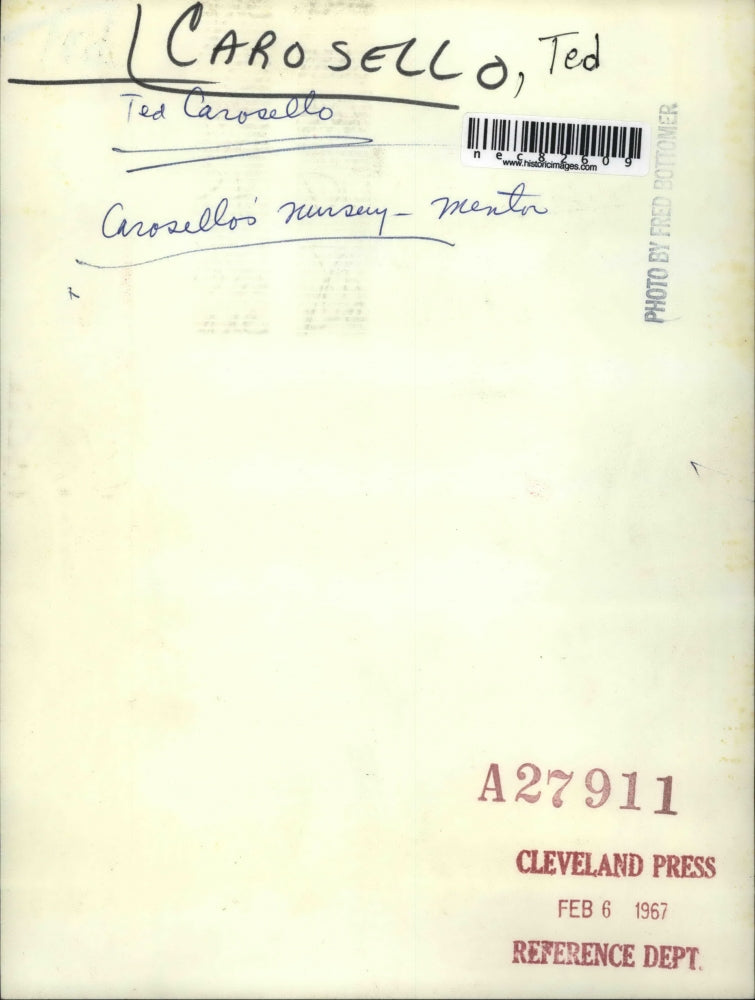 CAROSELLO, Ted
Ted Carosello
nec82609
www.historicimages.com
Carosello's nursery - Mentor
PHOTO BY FRED BOTTOMER
A27911
CLEVELAND PRESS
FEB 6 1967
REFERENCE DEPT.